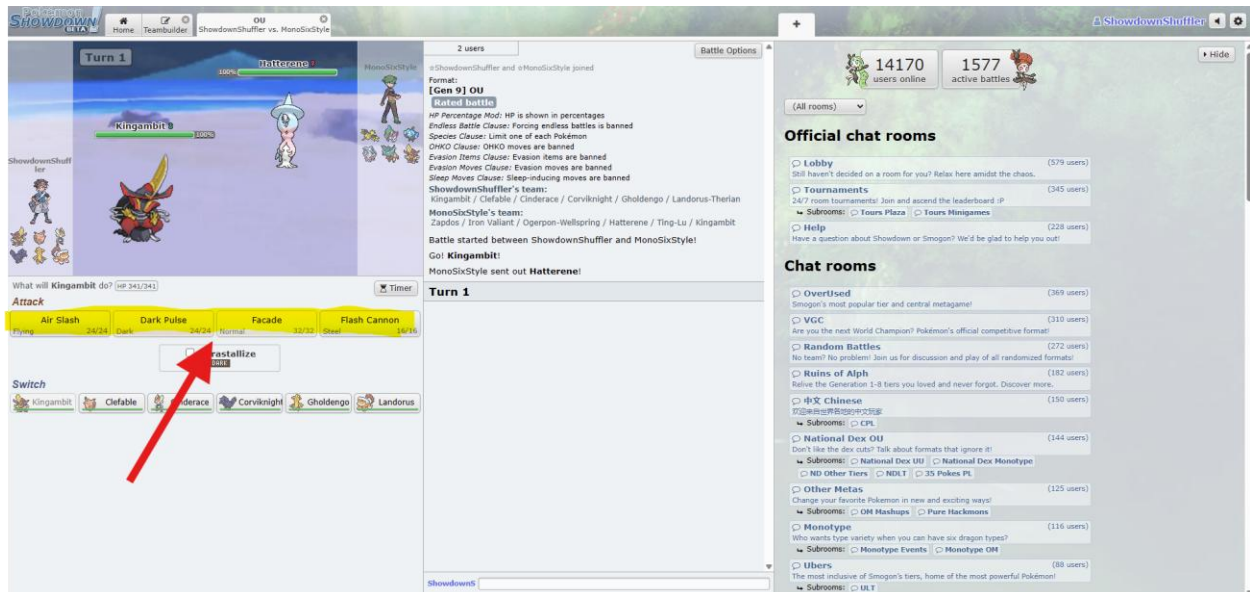 Pokémon
SHOWDOWN!
BETA
Home
Teambuilder
OU
ShowdownShuffler vs. MonoSixStyle
ShowdownShuffler
Turn 1
Hatterene
100%
MonoSixStyle
Kingambit
100%
ShowdownShuff
ler
What will Kingambit do? HP 341/341
Timer
Attack
Air Slash
Flying 24/24
Dark Pulse
Dark 24/24
Facade
Normal 32/32
Flash Cannon
Steel 16/16
DARK
Switch
Kingambit
Clefable
Corviknight
Gholdengo
Landorus
2 users
Battle Options
☆ShowdownShuffler and ☆MonoSixStyle joined
Format:
[Gen 9] OU
Rated battle
HP Percentage Mod: HP is shown in percentages
Endless Battle Clause: Forcing endless battles is banned
Species Clause: Limit one of each Pokémon
OHKO Clause: OHKO moves are banned
Evasion Items Clause: Evasion items are banned
Evasion Moves Clause: Evasion moves are banned
Sleep Moves Clause: Sleep-inducing moves are banned
ShowdownShuffler's team:
Kingambit / Clefable / Cinderace / Corviknight / Gholdengo / Landorus-Therian
MonoSixStyle's team:
Zapdos / Iron Valiant / Ogerpon-Wellspring / Hatterene / Ting-Lu / Kingambit
Battle started between ShowdownShuffler and MonoSixStyle!
Go! Kingambit!
MonoSixStyle sent out Hatterene!
Turn 1
ShowdownS
Hide
14170
users online
1577
active battles
(All rooms)
Official chat rooms
Lobby (579 users)
Still haven't decided on a room for you? Relax here amidst the chaos.
Tournaments (345 users)
24/7 room tournaments! Join and ascend the leaderboard :P
Subrooms: Tours Plaza Tours Minigames
Help (228 users)
Have a question about Showdown or Smogon? We'd be glad to help you out!
Chat rooms
OverUsed (369 users)
Smogon's most popular tier and central metagame!
VGC (310 users)
Are you the next World Champion? Pokémon's official competitive format!
Random Battles (272 users)
No team? No problem! Join us for discussion and play of all randomized formats!
Ruins of Alph (182 users)
Relive the Generation 1-8 tiers you loved and never forgot. Discover more.
中文 Chinese (150 users)
欢迎来自世界各地的中文玩家
Subrooms: CPL
National Dex OU (144 users)
Don't like the dex cuts? Talk about formats that ignore it!
Subrooms: National Dex UU National Dex Monotype
ND Other Tiers NDLT 35 Pokes PL
Other Metas (125 users)
Change your favorite Pokemon in new and exciting ways!
Subrooms: OM Mashups Pure Hackmons
Monotype (116 users)
Who wants type variety when you can have six dragon types?
Subrooms: Monotype Events Monotype OM
Ubers (88 users)
The most inclusive of Smogon's tiers, home of the most powerful Pokémon!
Subrooms: ULT